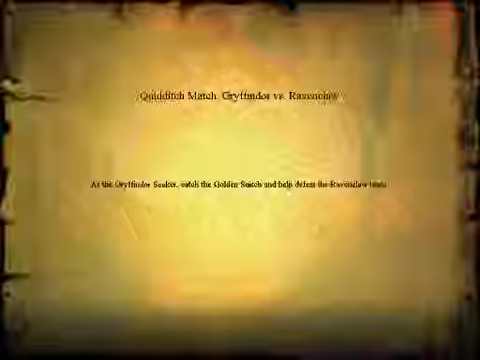 Quidditch Match: Gryffindor vs. Ravenclaw
As the Gryffindor Seeker, catch the Golden Snitch and help defeat the Ravenclaw team.